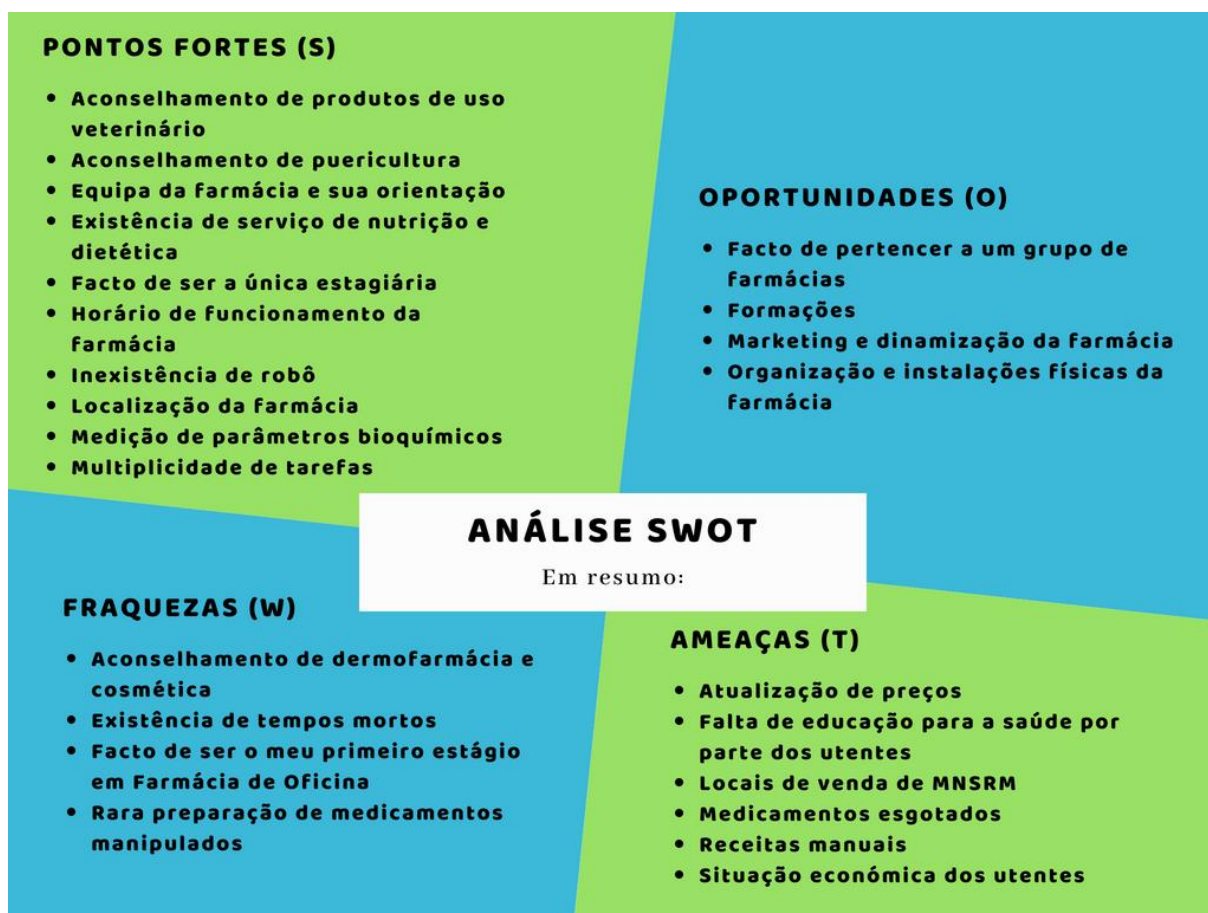 PONTOS FORTES (S)
• Aconselhamento de produtos de uso
veterinário
• Aconselhamento de puericultura
• Equipa da farmácia e sua orientação
• Existência de serviço de nutrição e
dietética
• Facto de ser a única estagiária
• Horário de funcionamento da
farmácia
• Inexistência de robô
• Localização da farmácia
• Medição de parâmetros bioquímicos
• Multiplicidade de tarefas
OPORTUNIDADES (O)
• Facto de pertencer a um grupo de
farmácias
• Formações
• Marketing e dinamização da farmácia
• Organização e instalações físicas da
farmácia
ANÁLISE SWOT
Em resumo:
FRAQUEZAS (W)
• Aconselhamento de dermofarmácia e
cosmética
• Existência de tempos mortos
• Facto de ser o meu primeiro estágio
em Farmácia de Oficina
• Rara preparação de medicamentos
manipulados
AMEAÇAS (T)
• Atualização de preços
• Falta de educação para a saúde por
parte dos utentes
• Locais de venda de MNSRM
• Medicamentos esgotados
• Receitas manuais
• Situação económica dos utentes